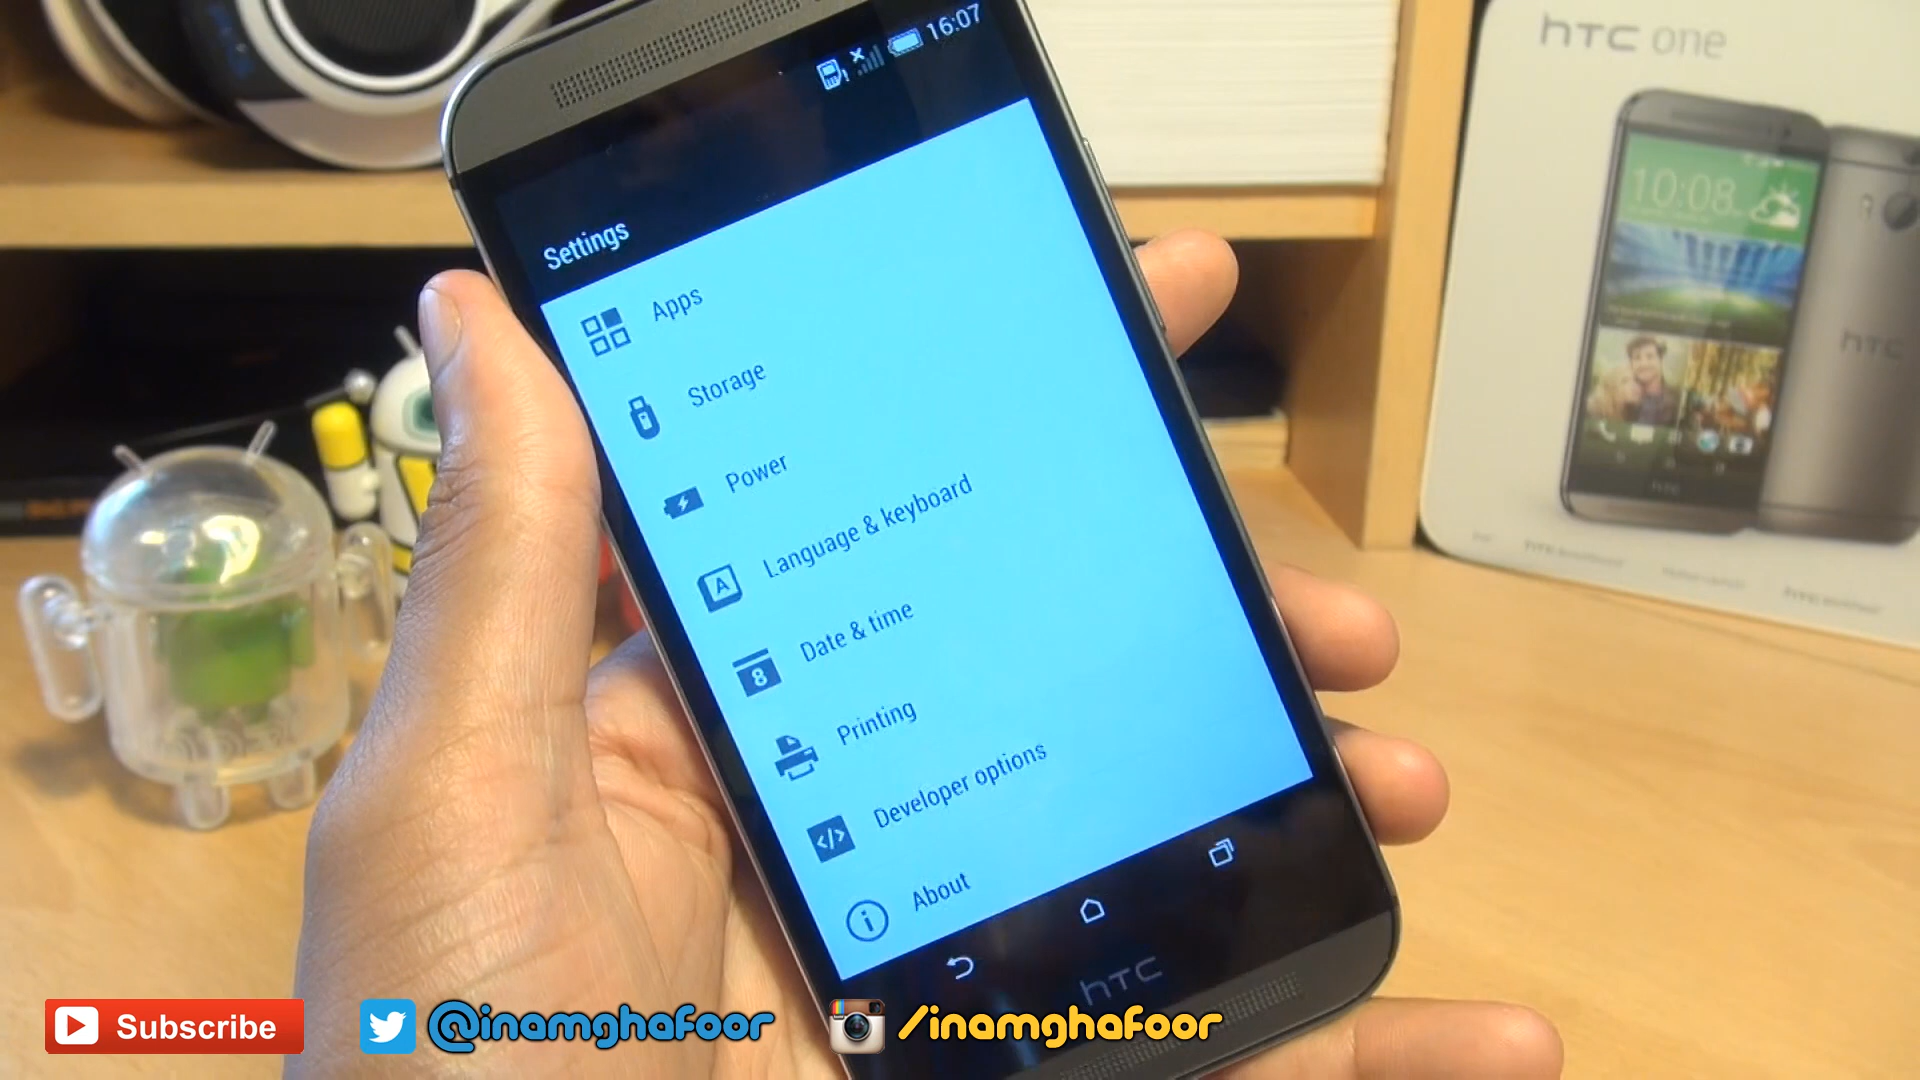 16:07
Settings
Apps
Storage
Power
Language & keyboard
Date & time
Printing
Developer options
About
hTC
hTC one
10:08
hTC
Subscribe
@inamghafoor
/inamghafoor